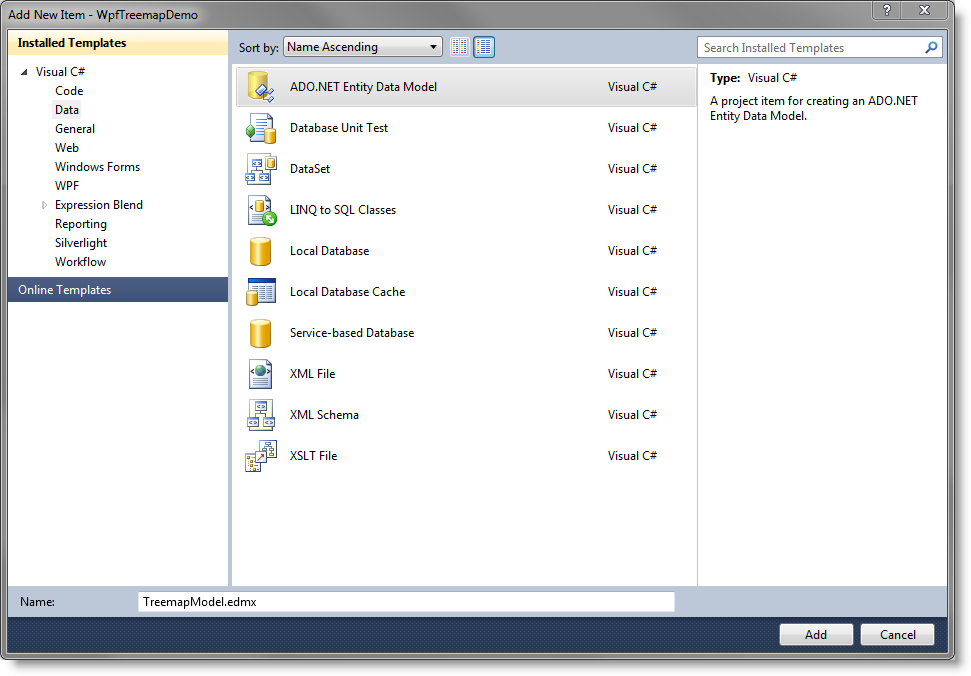 Add New Item - WpfTreemapDemo
?
Installed Templates
Visual C#
Code
Data
General
Web
Windows Forms
WPF
Expression Blend
Reporting
Silverlight
Workflow
Online Templates
Sort by: Name Ascending
ADO.NET Entity Data Model Visual C#
Database Unit Test Visual C#
DataSet Visual C#
LINQ to SQL Classes Visual C#
Local Database Visual C#
Local Database Cache Visual C#
Service-based Database Visual C#
XML File Visual C#
XML Schema Visual C#
XSLT File Visual C#
Search Installed Templates
Type: Visual C#
A project item for creating an ADO.NET
Entity Data Model.
Name: TreemapModel.edmx
Add Cancel